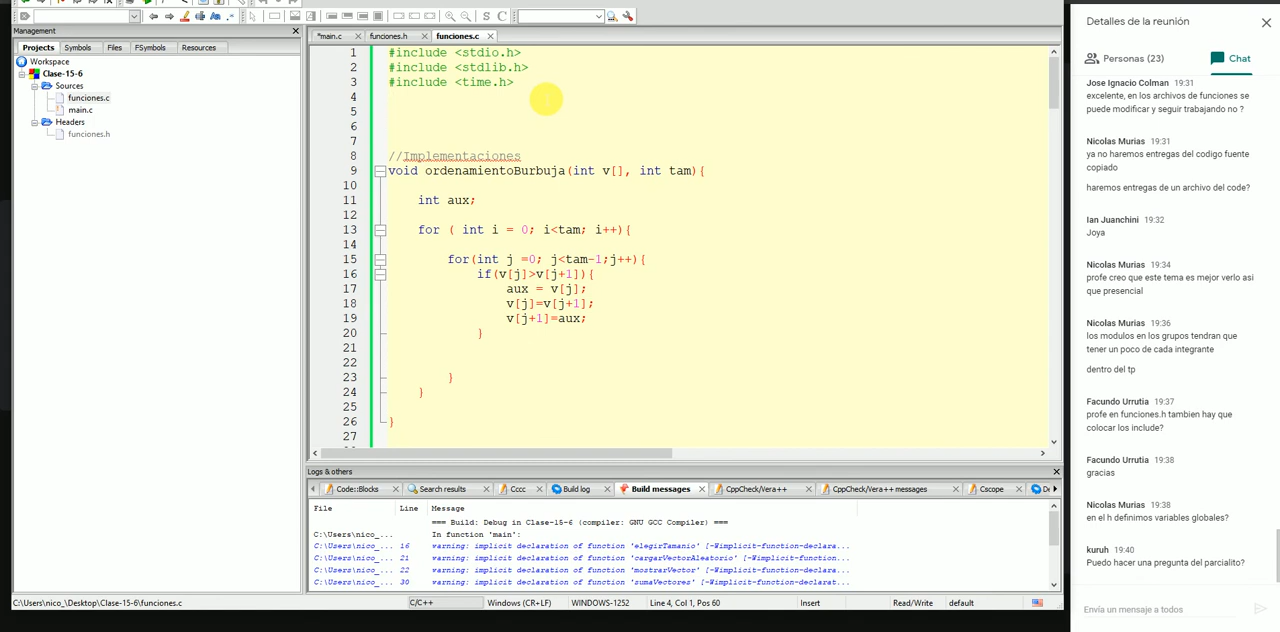 Management
Projects Symbols Files FSymbols Resources
Workspace
Clase-15-6
Sources
funciones.c
main.c
Headers
funciones.h
*main.c funciones.h funciones.c
1 #include <stdio.h>
2 #include <stdlib.h>
3 #include <time.h>
4
5
6
7
8 //Implementaciones
9 void ordenamientoBurbuja(int v[], int tam){
10
11 int aux;
12
13 for ( int i = 0; i<tam; i++){
14
15 for(int j =0; j<tam-1;j++){
16 if(v[j]>v[j+1]){
17 aux = v[j];
18 v[j]=v[j+1];
19 v[j+1]=aux;
20 }
21
22
23 }
24 }
25
26 }
27
Logs & others
Code::Blocks Search results Cccc Build log Build messages CppCheck/Vera++ CppCheck/Vera++ messages Cscope
File Line Message
=== Build: Debug in Clase-15-6 (compiler: GNU GCC Compiler) ===
C:\Users\nico_... In function 'main':
C:\Users\nico_... 16 warning: implicit declaration of function 'elegirTamanio' [-Wimplicit-function-declara...
C:\Users\nico_... 21 warning: implicit declaration of function 'cargarVectorAleatorio' [-Wimplicit-function-...
C:\Users\nico_... 22 warning: implicit declaration of function 'mostrarVector' [-Wimplicit-function-declara...
C:\Users\nico_... 30 warning: implicit declaration of function 'sumaVectores' [-Wimplicit-function-declarat...
C:\Users\nico_\Desktop\Clase-15-6\funciones.c C/C++ Windows (CR+LF) WINDOWS-1252 Line 4, Col 1, Pos 60 Insert Read/Write default
Detalles de la reunión
Personas (23) Chat
Jose Ignacio Colman 19:31
excelente, en los archivos de funciones se
puede modificar y seguir trabajando no ?
Nicolas Murias 19:31
ya no haremos entregas del codigo fuente
copiado
haremos entregas de un archivo del code?
Ian Juanchini 19:32
Joya
Nicolas Murias 19:34
profe creo que este tema es mejor verlo asi
que presencial
Nicolas Murias 19:36
los modulos en los grupos tendran que
tener un poco de cada integrante
dentro del tp
Facundo Urrutia 19:37
profe en funciones.h tambien hay que
colocar los include?
Facundo Urrutia 19:38
gracias
Nicolas Murias 19:38
en el h definimos variables globales?
kuruh 19:40
Puedo hacer una pregunta del parcialito?
Envía un mensaje a todos